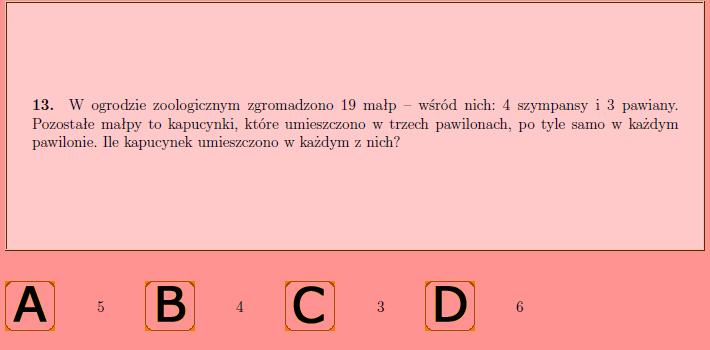 13. W ogrodzie zoologicznym zgromadzono 19 małp – wśród nich: 4 szympansy i 3 pawiany.
Pozostałe małpy to kapucynki, które umieszczono w trzech pawilonach, po tyle samo w każdym
pawilonie. Ile kapucynek umieszczono w każdym z nich?
A 5 B 4 C 3 D 6